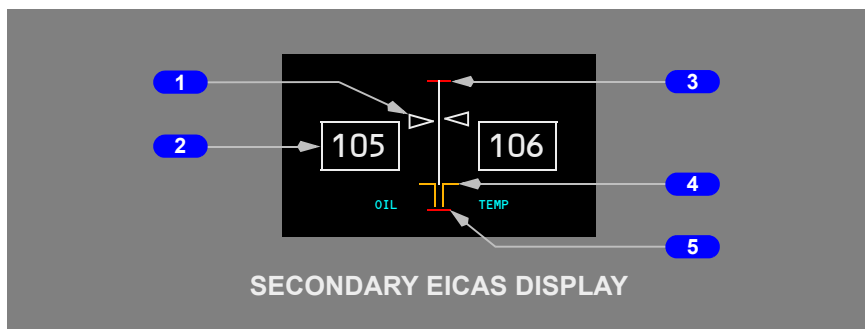 1
3
2
105
106
4
OIL
TEMP
5
SECONDARY EICAS DISPLAY